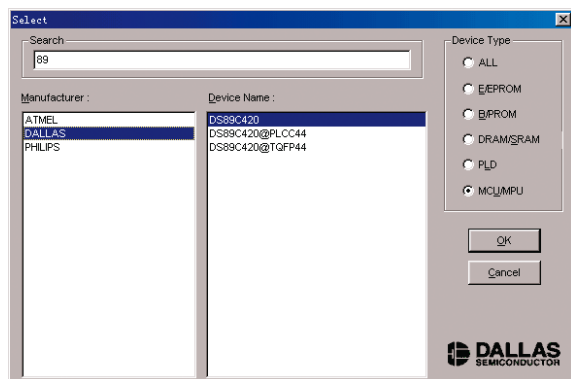 Select
Search
89
Manufacturer :
ATMEL
DALLAS
PHILIPS
Device Name :
DS89C420
DS89C420@PLCC44
DS89C420@TQFP44
Device Type
ALL
E/EPROM
B/PROM
DRAM/SRAM
PLD
MCU/MPU
OK
Cancel
DALLAS
SEMICONDUCTOR